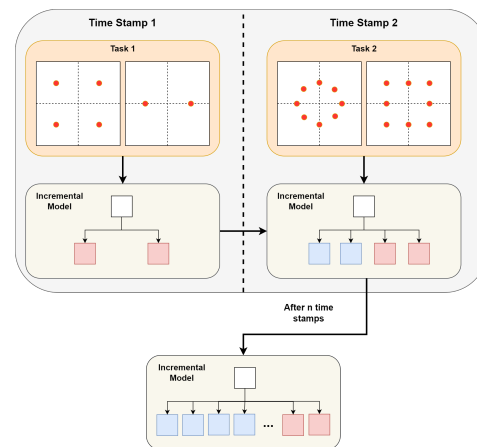 Time Stamp 1
Time Stamp 2
Task 1
Task 2
Incremental
Model
Incremental
Model
After n time
stamps
Incremental
Model
...